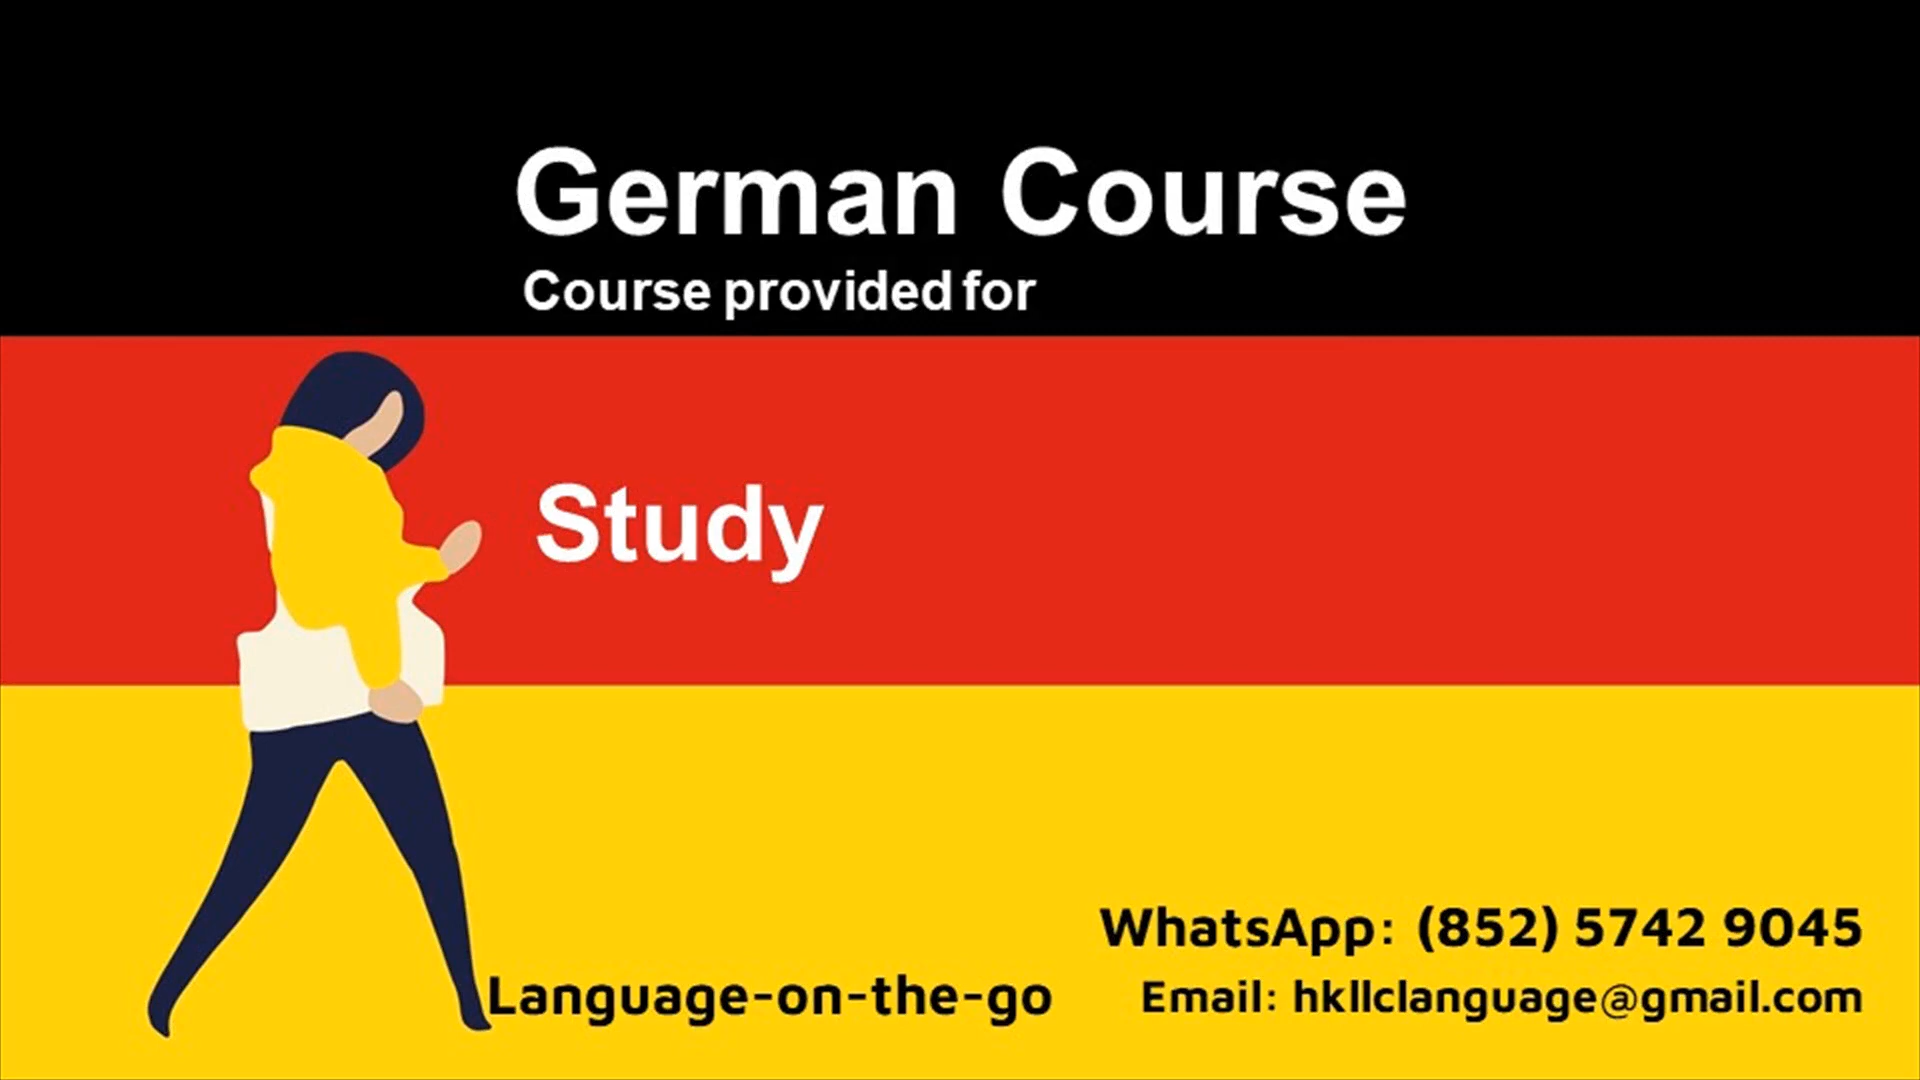 German Course
Course provided for
Study
WhatsApp: (852) 5742 9045
Language-on-the-go
Email: hkllclanguage@gmail.com